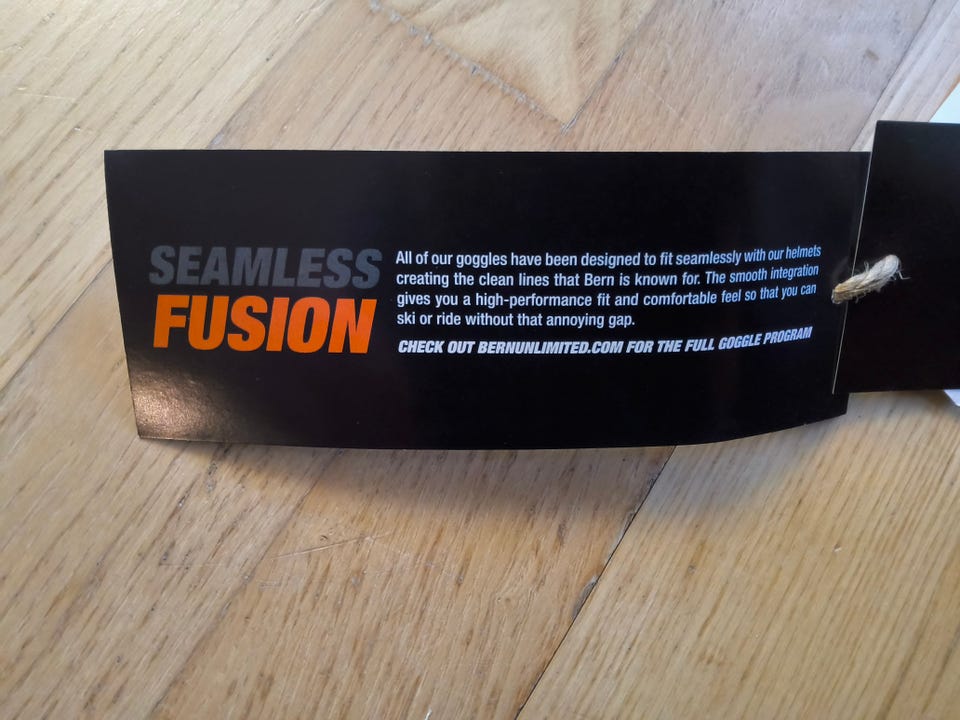 SEAMLESS
FUSION
All of our goggles have been designed to fit seamlessly with our helmets
creating the clean lines that Bern is known for. The smooth integration
gives you a high-performance fit and comfortable feel so that you can
ski or ride without that annoying gap.
CHECK OUT BERNUNLIMITED.COM FOR THE FULL GOGGLE PROGRAM